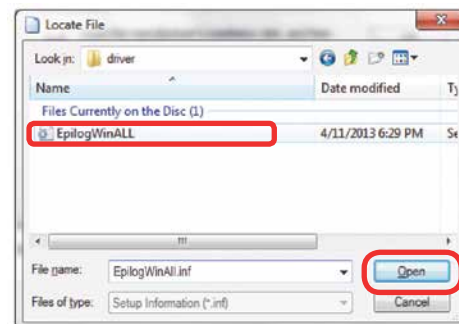 Locate File
Look in: driver
Name Date modified Ty
Files Currently on the Disc (1)
EpilogWinALL 4/11/2013 6:29 PM Se
File name: EpilogWinAll.inf Open
Files of type: Setup Information (*.inf) Cancel